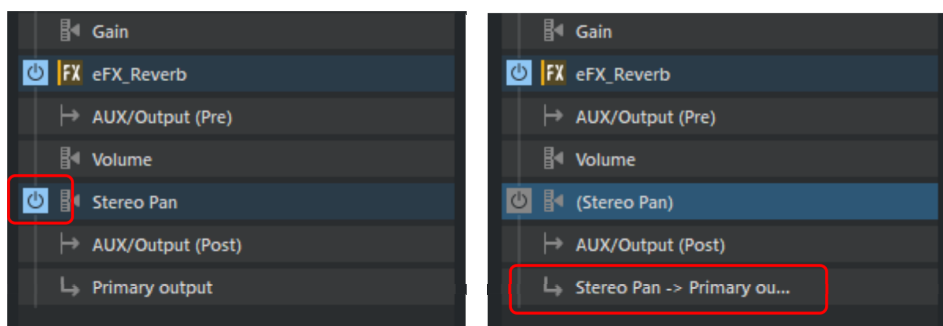 Gain
FX eFX_Reverb
AUX/Output (Pre)
Volume
Stereo Pan
AUX/Output (Post)
Primary output
Gain
FX eFX_Reverb
AUX/Output (Pre)
Volume
(Stereo Pan)
AUX/Output (Post)
Stereo Pan -> Primary ou...